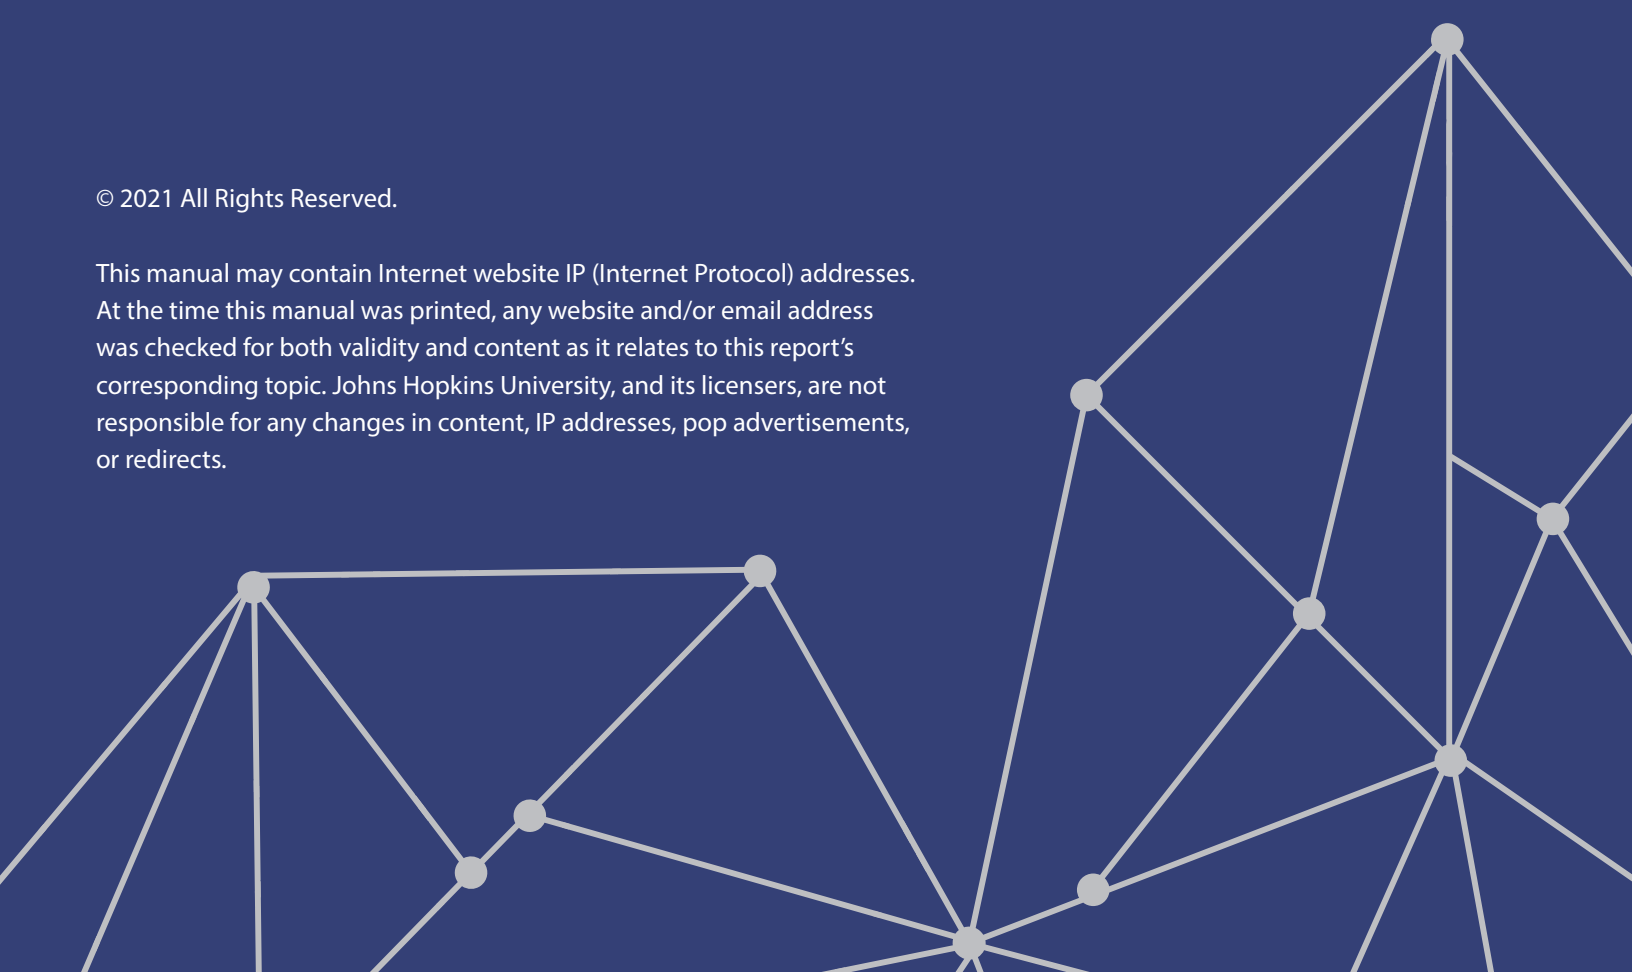 © 2021 All Rights Reserved.
This manual may contain Internet website IP (Internet Protocol) addresses.
At the time this manual was printed, any website and/or email address
was checked for both validity and content as it relates to this report’s
corresponding topic. Johns Hopkins University, and its licensers, are not
responsible for any changes in content, IP addresses, pop advertisements,
or redirects.